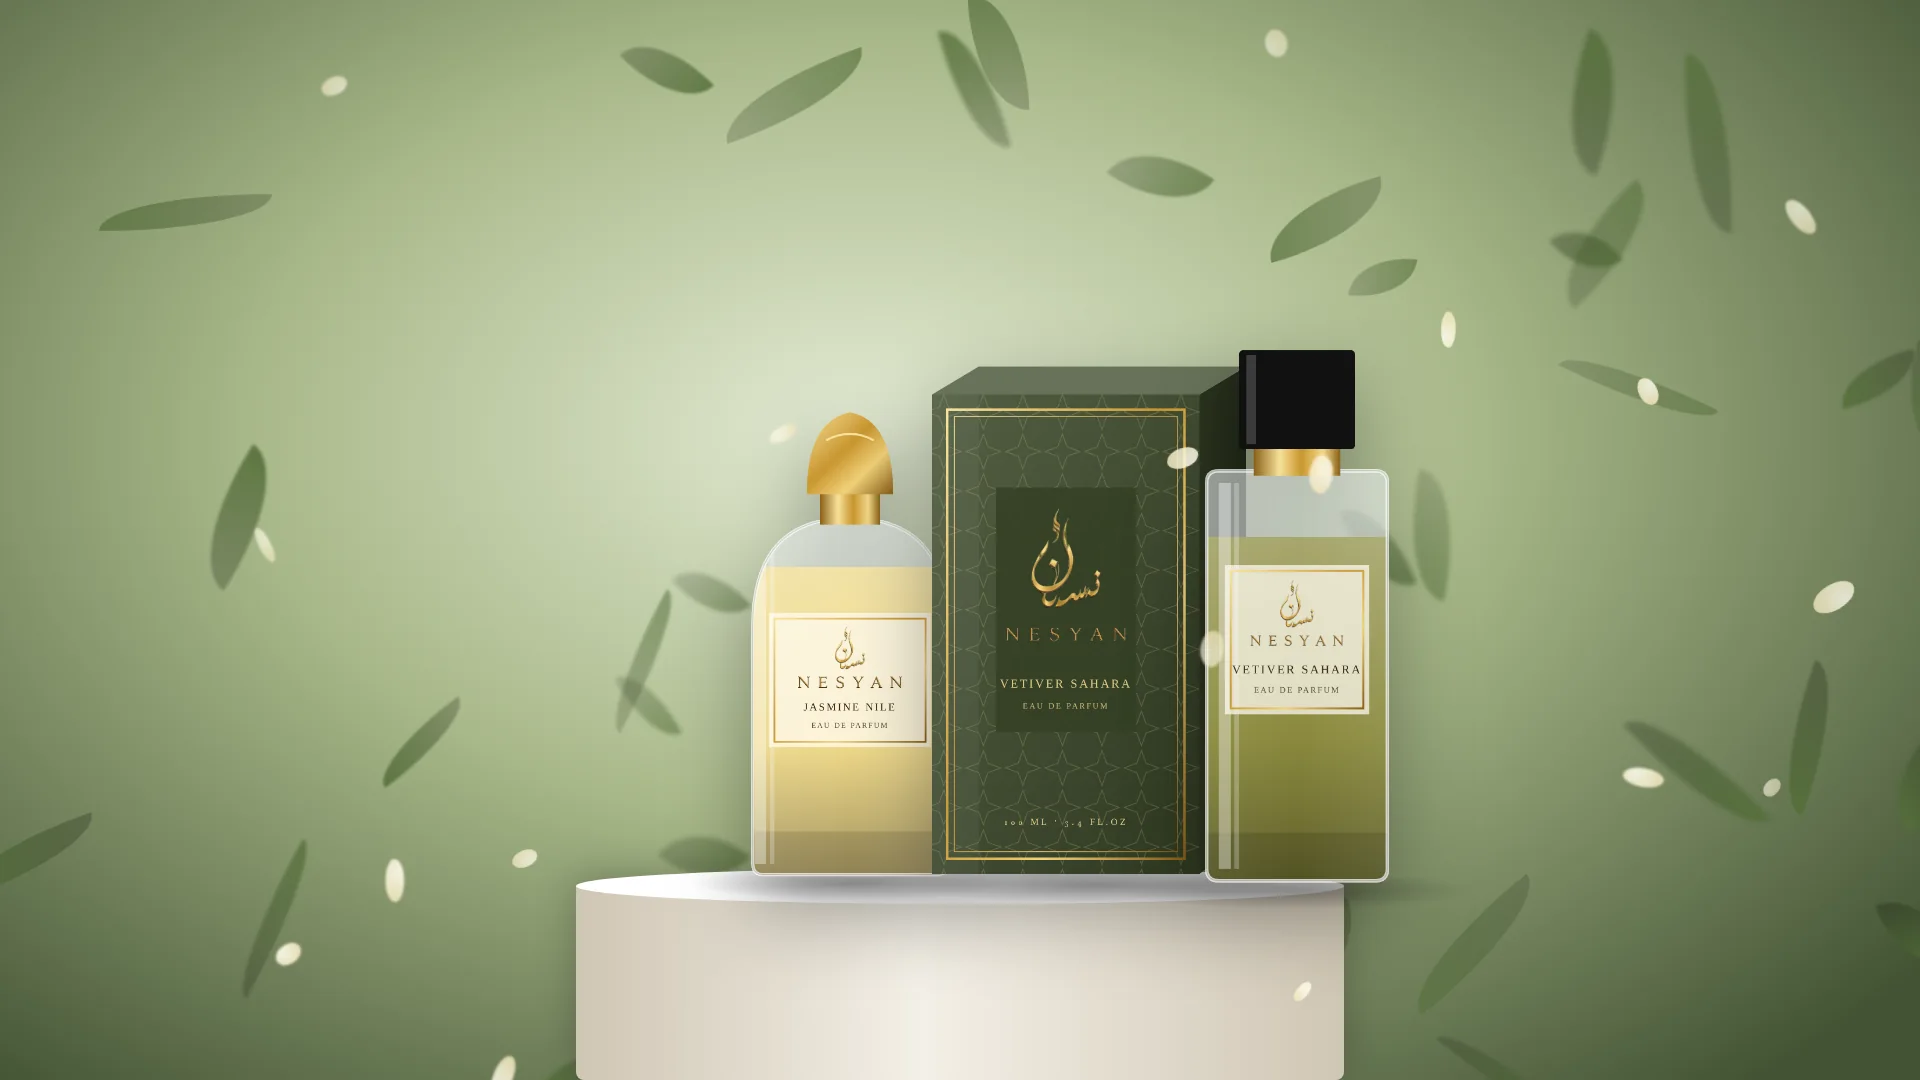 نسيان
NESYAN
JASMINE NILE
EAU DE PARFUM
نسيان
NESYAN
VETIVER SAHARA
EAU DE PARFUM
100 ML · 3.4 FL.OZ
نسيان
NESYAN
VETIVER SAHARA
EAU DE PARFUM